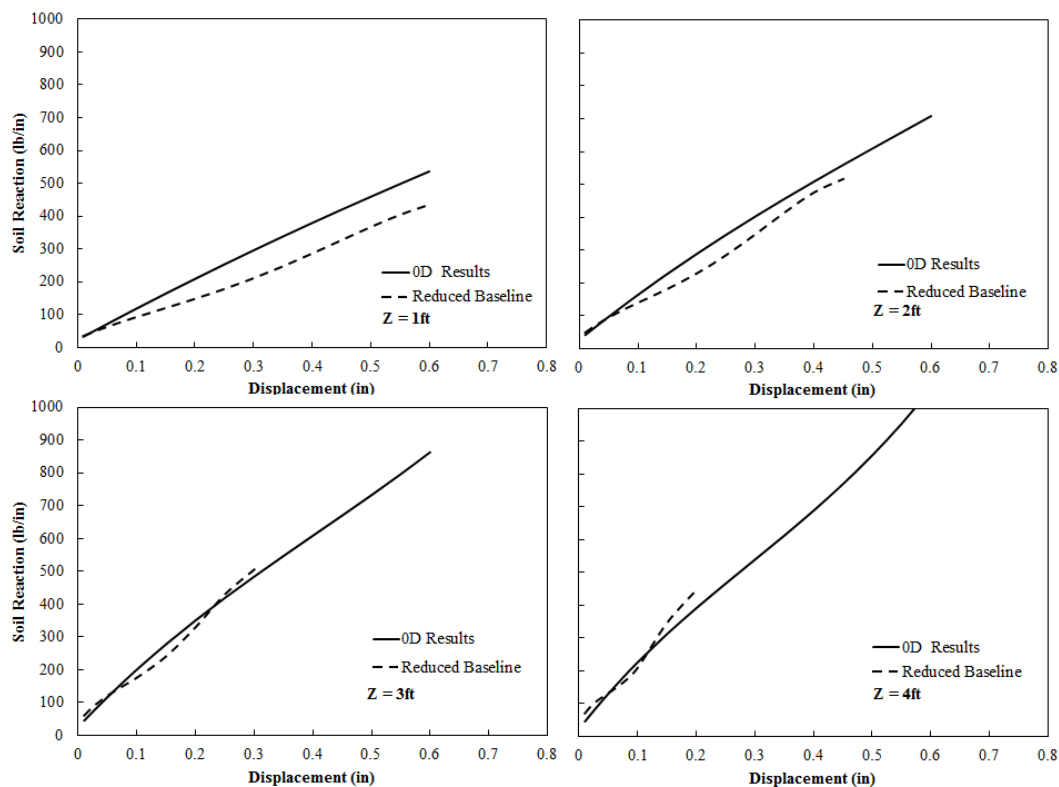 1000
900
800
700
600
500
400
300
200
100
0
Soil Reaction (lb/in)
0D Results
Reduced Baseline
Z = 1ft
0 0.1 0.2 0.3 0.4 0.5 0.6 0.7 0.8
Displacement (in)
0D Results
Reduced Baseline
Z = 2ft
0 0.1 0.2 0.3 0.4 0.5 0.6 0.7 0.8
Displacement (in)
1000
900
800
700
600
500
400
300
200
100
0
Soil Reaction (lb/in)
0D Results
Reduced Baseline
Z = 3ft
0 0.1 0.2 0.3 0.4 0.5 0.6 0.7 0.8
Displacement (in)
0D Results
Reduced Baseline
Z = 4ft
0 0.1 0.2 0.3 0.4 0.5 0.6 0.7 0.8
Displacement (in)